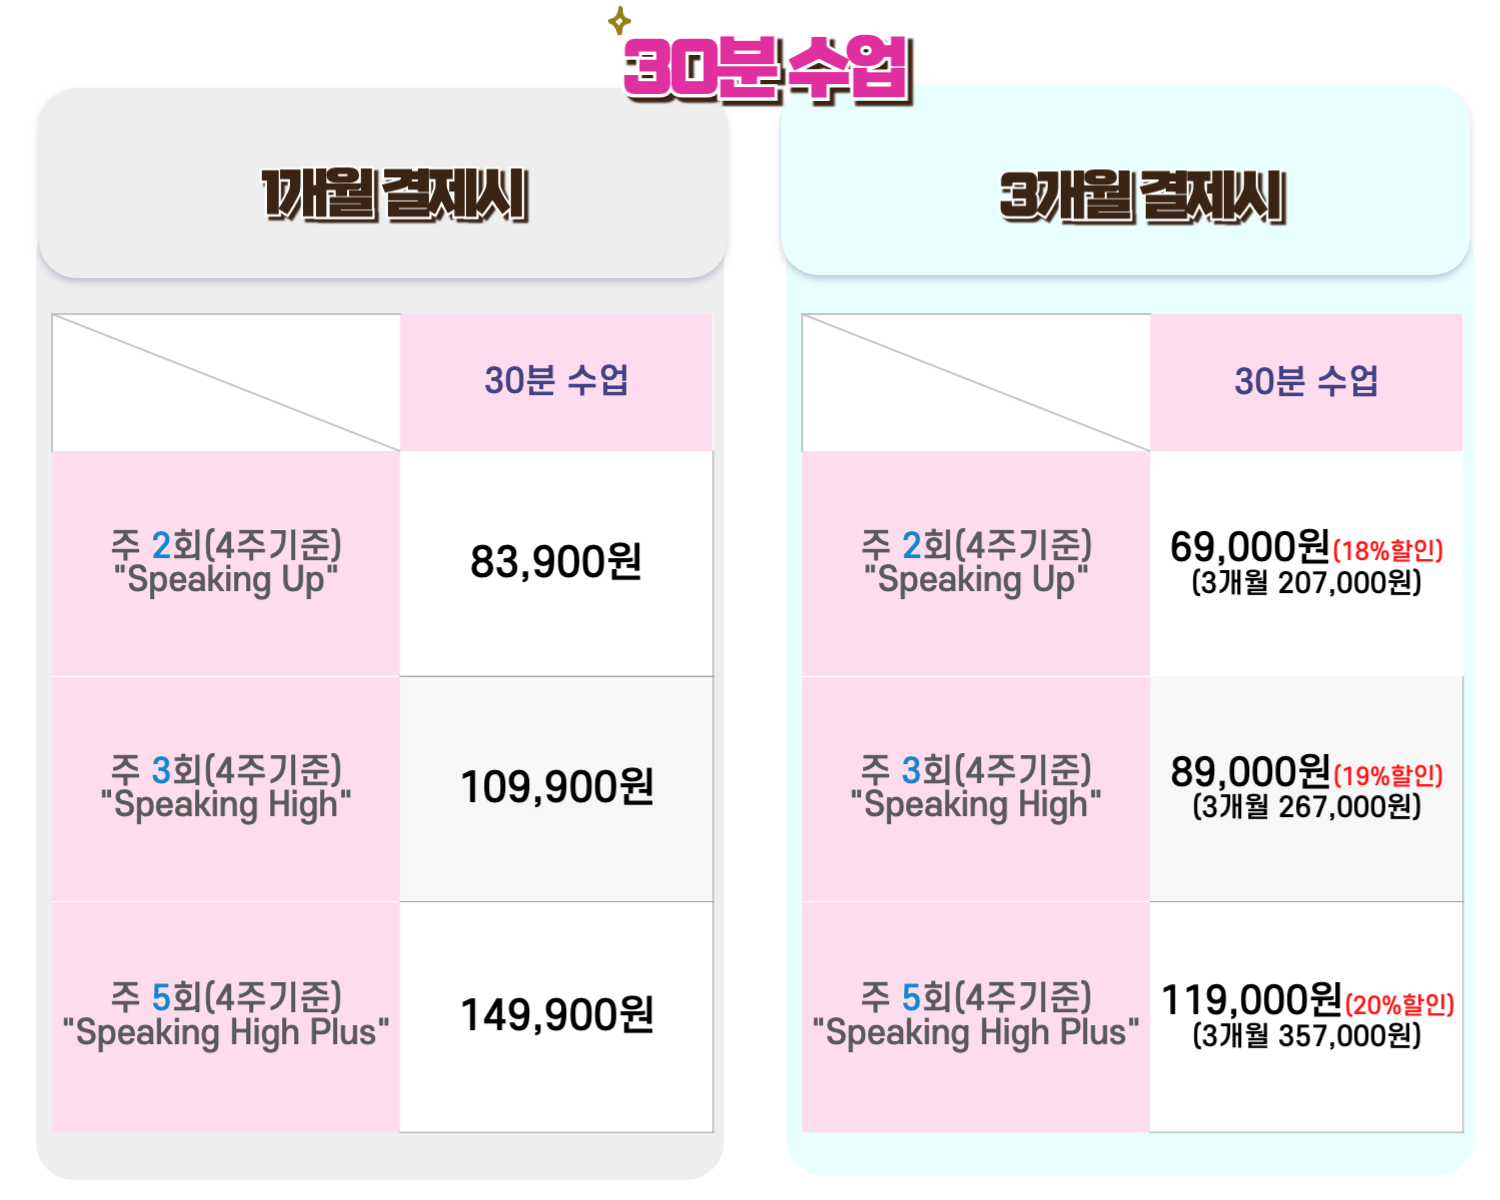 30분 수업
1개월 결제시
30분 수업
주 2회(4주기준)
"Speaking Up"
83,900원
주 3회(4주기준)
"Speaking High"
109,900원
주 5회(4주기준)
"Speaking High Plus"
149,900원
3개월 결제시
30분 수업
주 2회(4주기준)
"Speaking Up"
69,000원(18%할인)
(3개월 207,000원)
주 3회(4주기준)
"Speaking High"
89,000원(19%할인)
(3개월 267,000원)
주 5회(4주기준)
"Speaking High Plus"
119,000원(20%할인)
(3개월 357,000원)